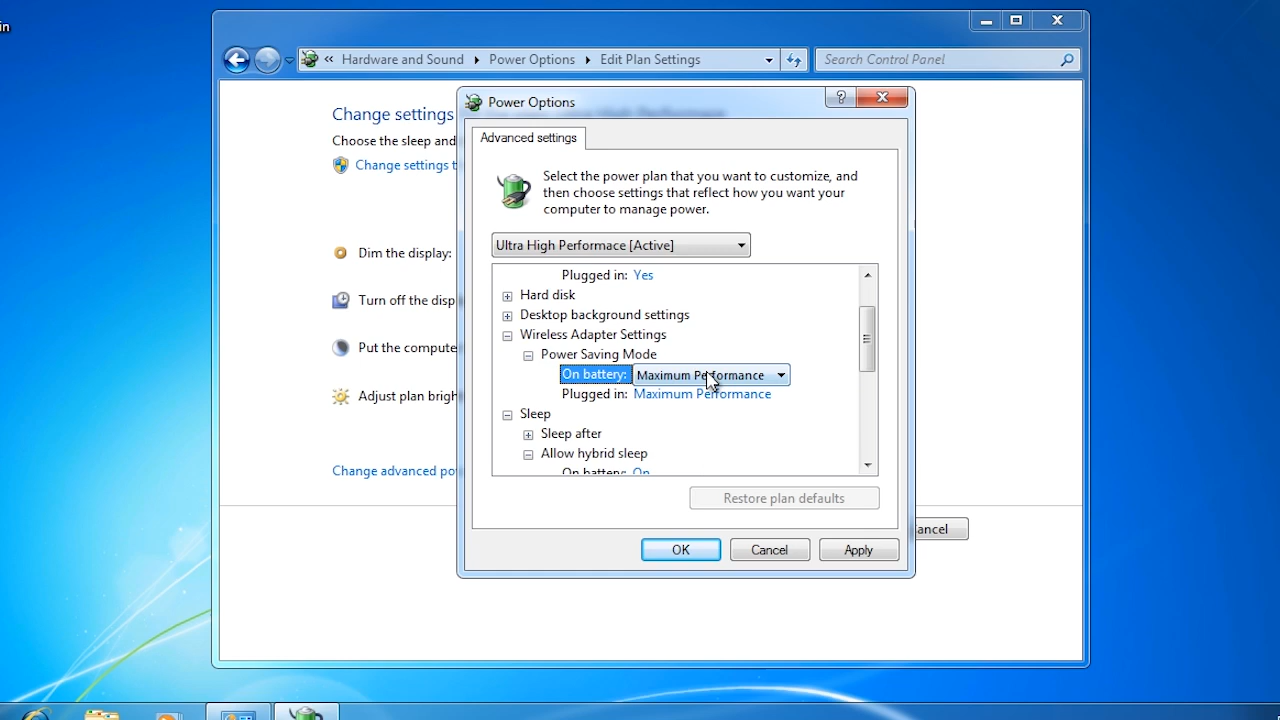 in
« Hardware and Sound ▸ Power Options ▸ Edit Plan Settings
Search Control Panel
Change settings
Choose the sleep and
Change settings t
Dim the display:
Turn off the disp
Put the compute
Adjust plan brigh
Change advanced po
ancel
Power Options
?
Advanced settings
Select the power plan that you want to customize, and
then choose settings that reflect how you want your
computer to manage power.
Ultra High Performace [Active]
Plugged in: Yes
Hard disk
Desktop background settings
Wireless Adapter Settings
Power Saving Mode
On battery: Maximum Performance
Plugged in: Maximum Performance
Sleep
Sleep after
Allow hybrid sleep
On battery: On
Restore plan defaults
OK
Cancel
Apply